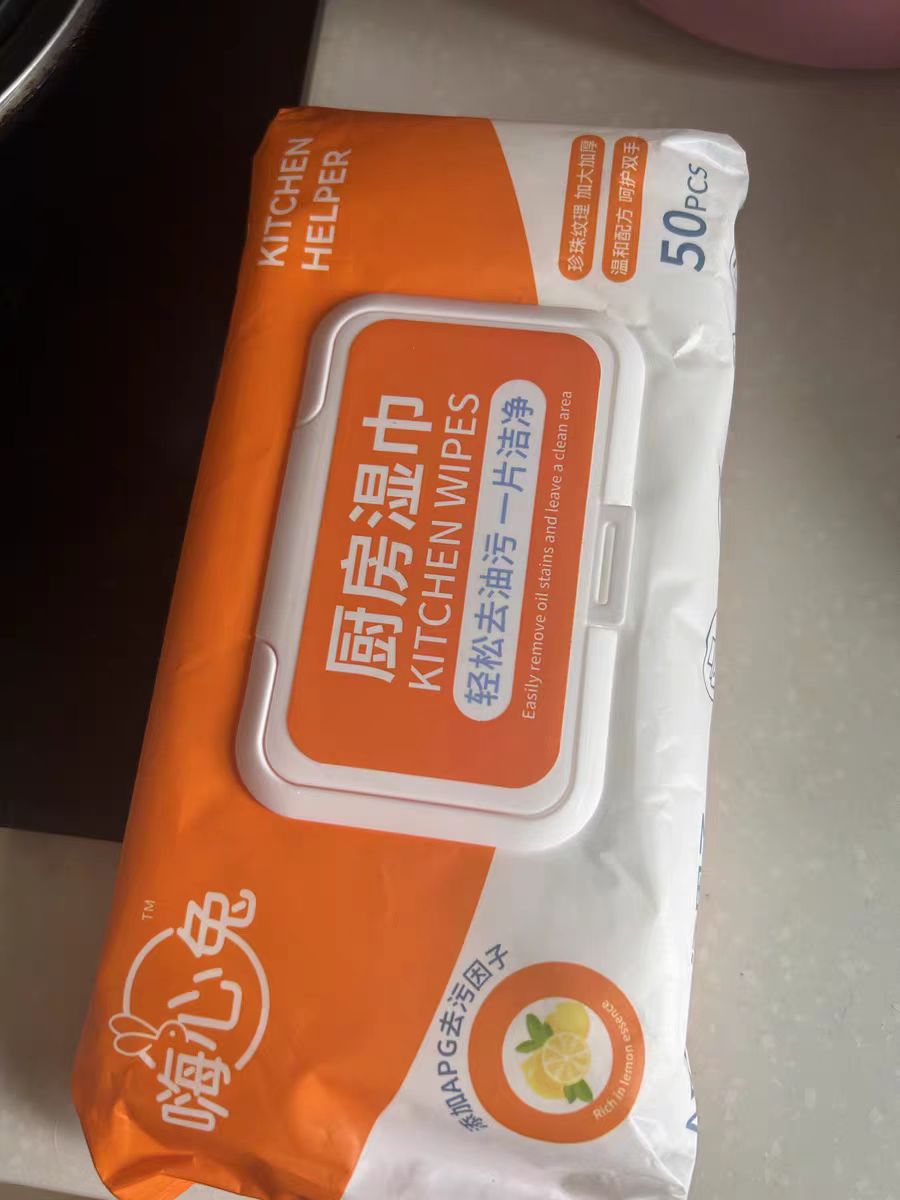 嗨心兔
TM
KITCHEN
HELPER
厨房湿巾
KITCHEN WIPES
轻松去油污 一片洁净
Easily remove oil stains and leave a clean area
珍珠纹理 加大加厚
温和配方 呵护双手
50PCS
添加APG去污因子
Rich in lemon essence